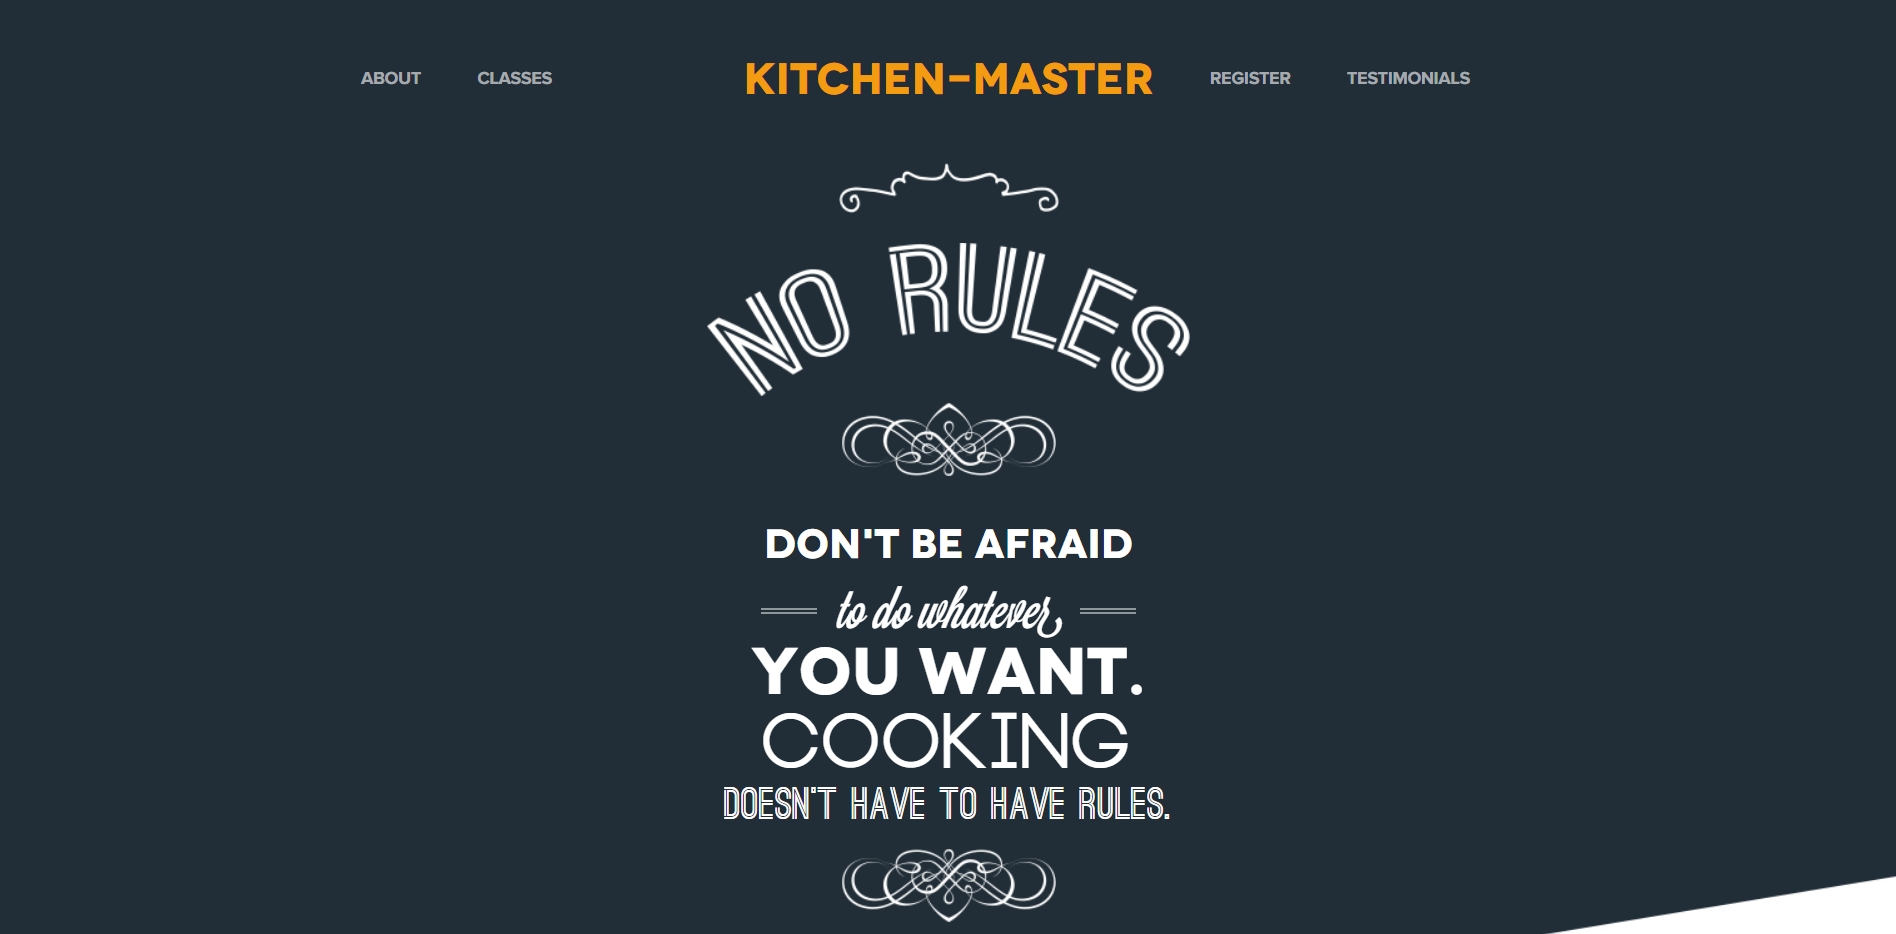 ABOUT CLASSES KITCHEN-MASTER REGISTER TESTIMONIALS
NO RULES
DON'T BE AFRAID
to do whatever
YOU WANT.
COOKING
DOESN'T HAVE TO HAVE RULES.